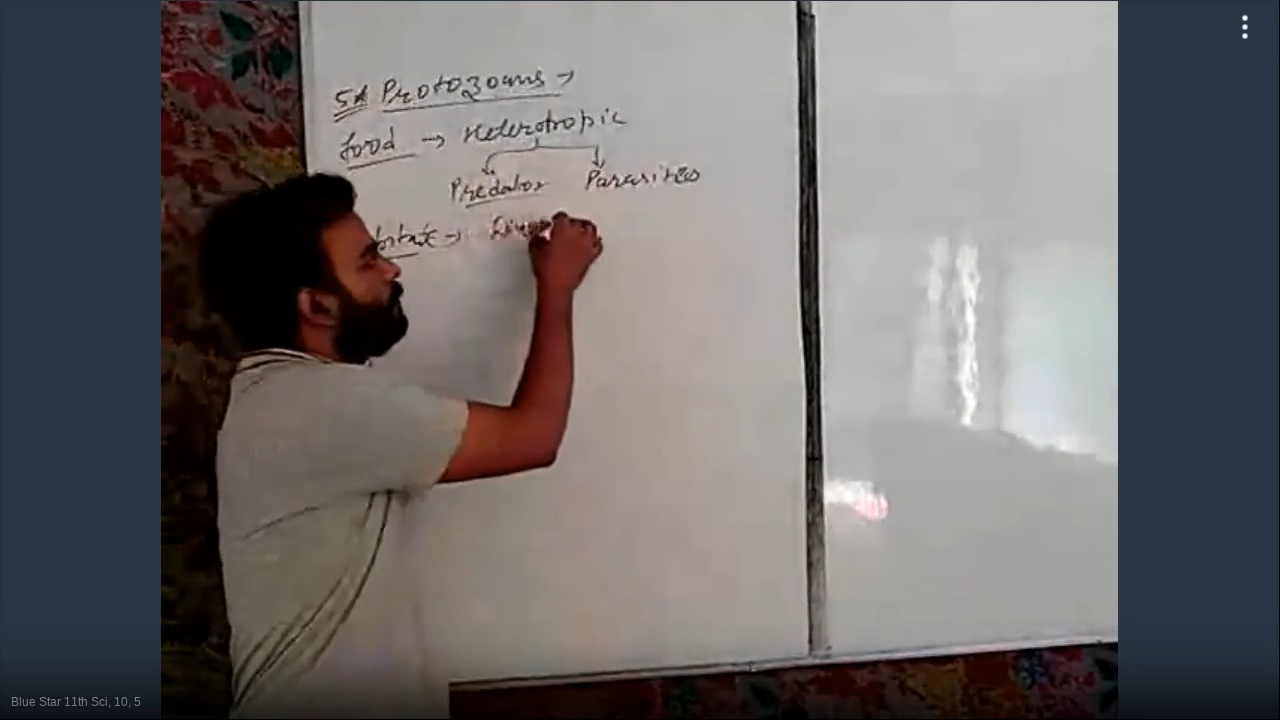 5# Protozoans →
food → Heterotropic
Predator Parasites
→
Blue Star 11th Sci, 10, 5